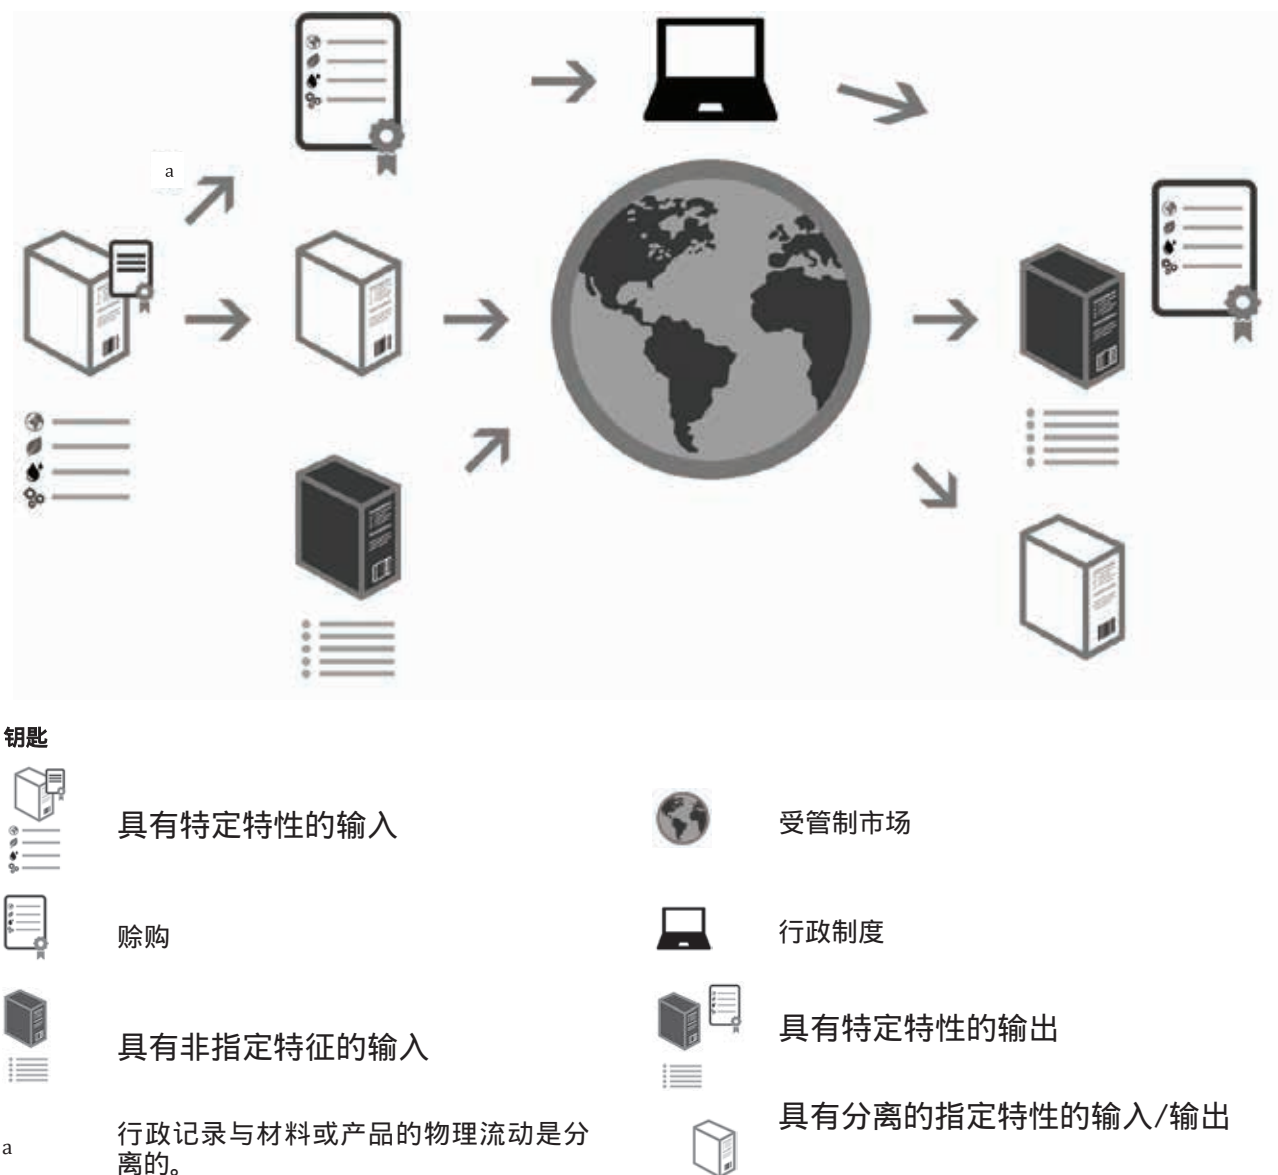 a
钥匙
具有特定特性的输入
受管制市场
赊购
行政制度
具有非指定特征的输入
具有特定特性的输出
a
行政记录与材料或产品的物理流动是分
离的。
具有分离的指定特性的输入/输出